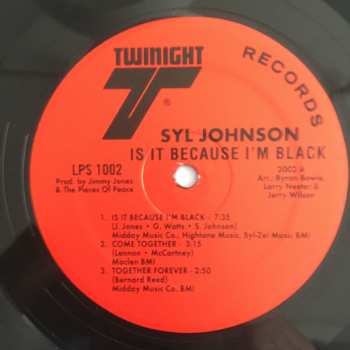 TWINIGHT
T ®
RECORDS
SYL JOHNSON
IS IT BECAUSE I'M BLACK
LPS 1002
Prod. by Jimmy Jones
& The Pieces Of Peace
2002 A
Arr., Byron Bowie,
Larry Nestor &
Jerry Wilson
1. IS IT BECAUSE I'M BLACK - 7:35
(J. Jones - G. Watts - S. Johnson)
Midday Music Co., Hightone Music, Syl-Zel Music BMI
2. COME TOGETHER - 3:15
(Lennon - McCartney)
Maclen BMI
3. TOGETHER FOREVER - 2:50
(Bernard Reed)
Midday Music Co. BMI